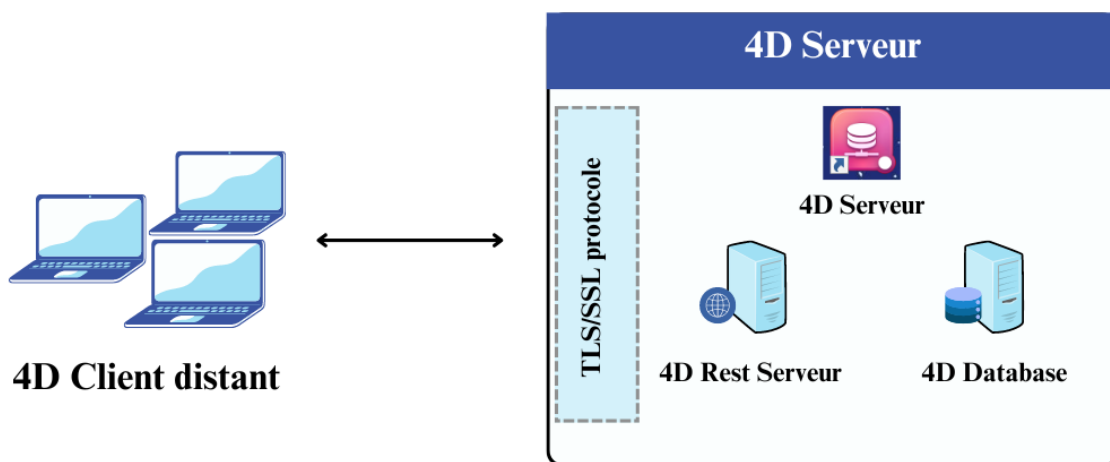 4D Serveur
TLS/SSL protocole
4D Serveur
4D Rest Serveur
4D Database
4D Client distant